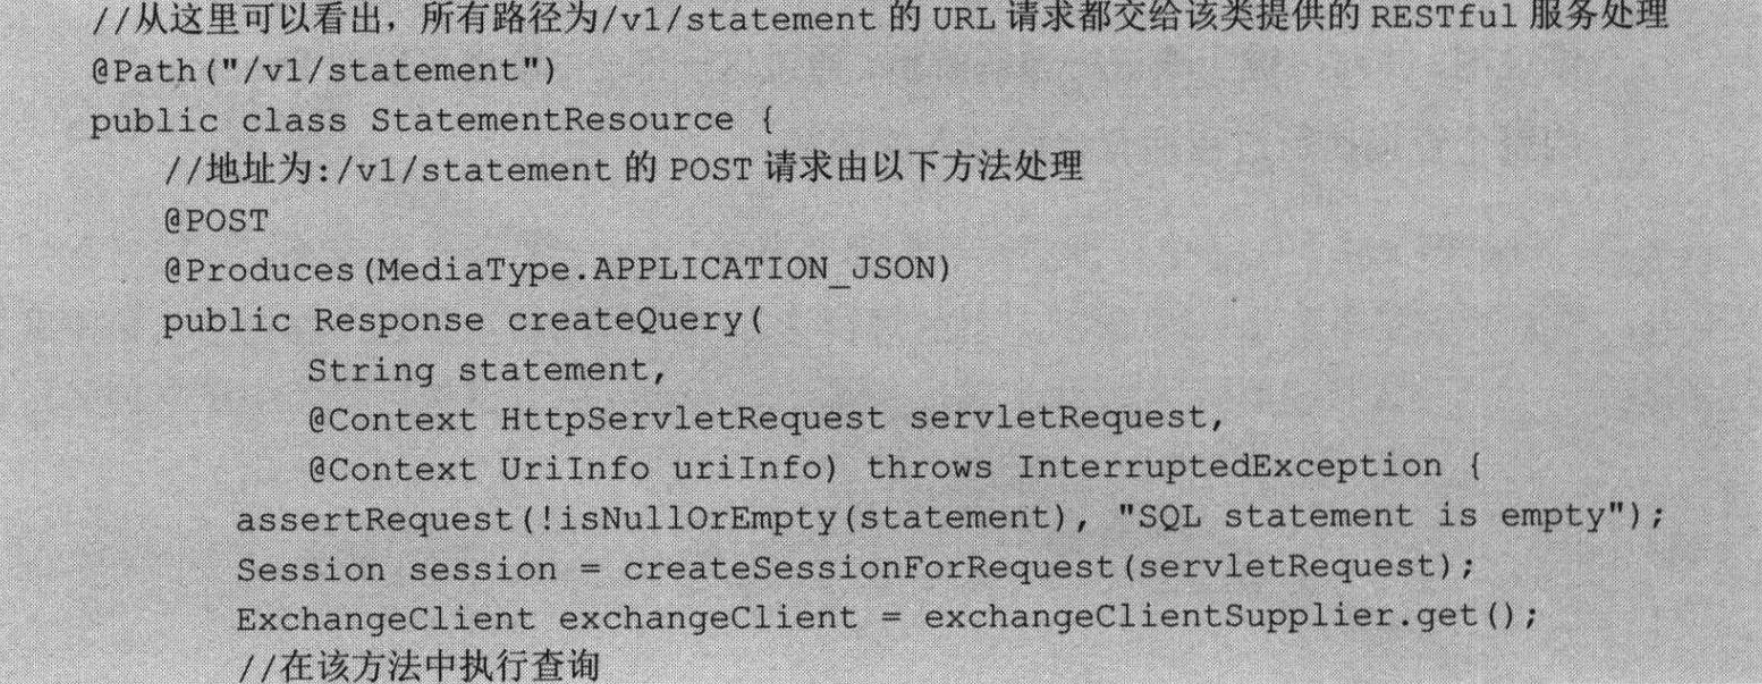 //从这里可以看出，所有路径为/v1/statement 的 URL 请求都交给该类提供的 RESTful 服务处理
@Path("/v1/statement")
public class StatementResource {
//地址为:/v1/statement 的 POST 请求由以下方法处理
@POST
@Produces(MediaType.APPLICATION_JSON)
public Response createQuery(
String statement,
@Context HttpServletRequest servletRequest,
@Context UriInfo uriInfo) throws InterruptedException {
assertRequest(!isNullOrEmpty(statement), "SQL statement is empty");
Session session = createSessionForRequest(servletRequest);
ExchangeClient exchangeClient = exchangeClientSupplier.get();
//在该方法中执行查询